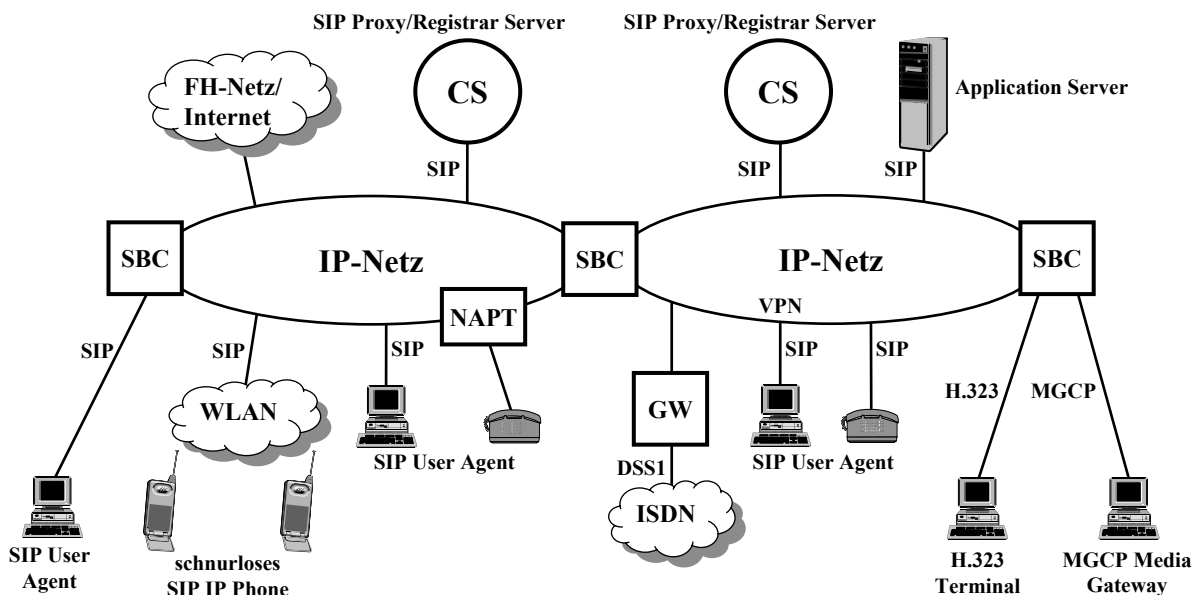 SIP Proxy/Registrar Server
SIP Proxy/Registrar Server
FH-Netz/
Internet
CS
CS
Application Server
SIP
SIP
SIP
SBC
IP-Netz
SBC
IP-Netz
SBC
NAPT
VPN
SIP
SIP
SIP
SIP
SIP
H.323
MGCP
WLAN
GW
SIP User Agent
DSS1
SIP User Agent
ISDN
SIP User
Agent
schnurloses
SIP IP Phone
H.323
Terminal
MGCP Media
Gateway